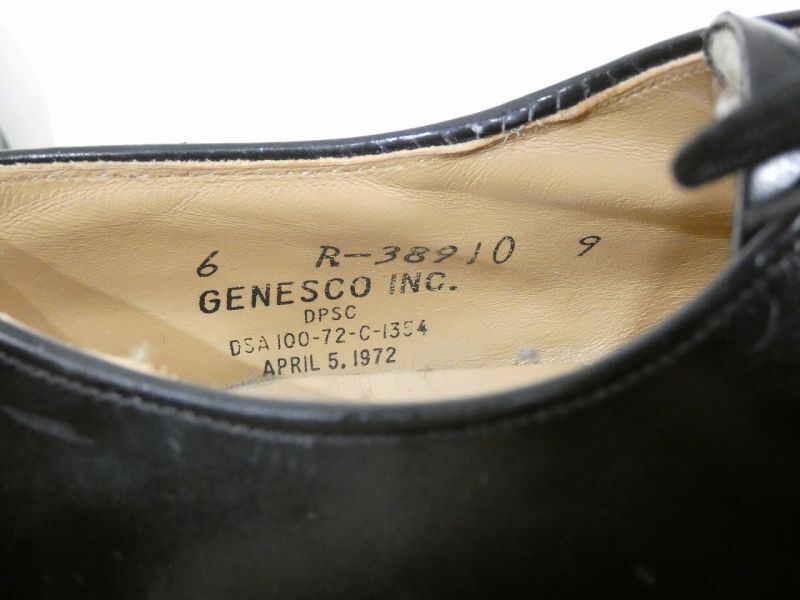 6 R-38910 9
GENESCO INC.
DPSC
DSA 100-72-C-1354
APRIL 5, 1972